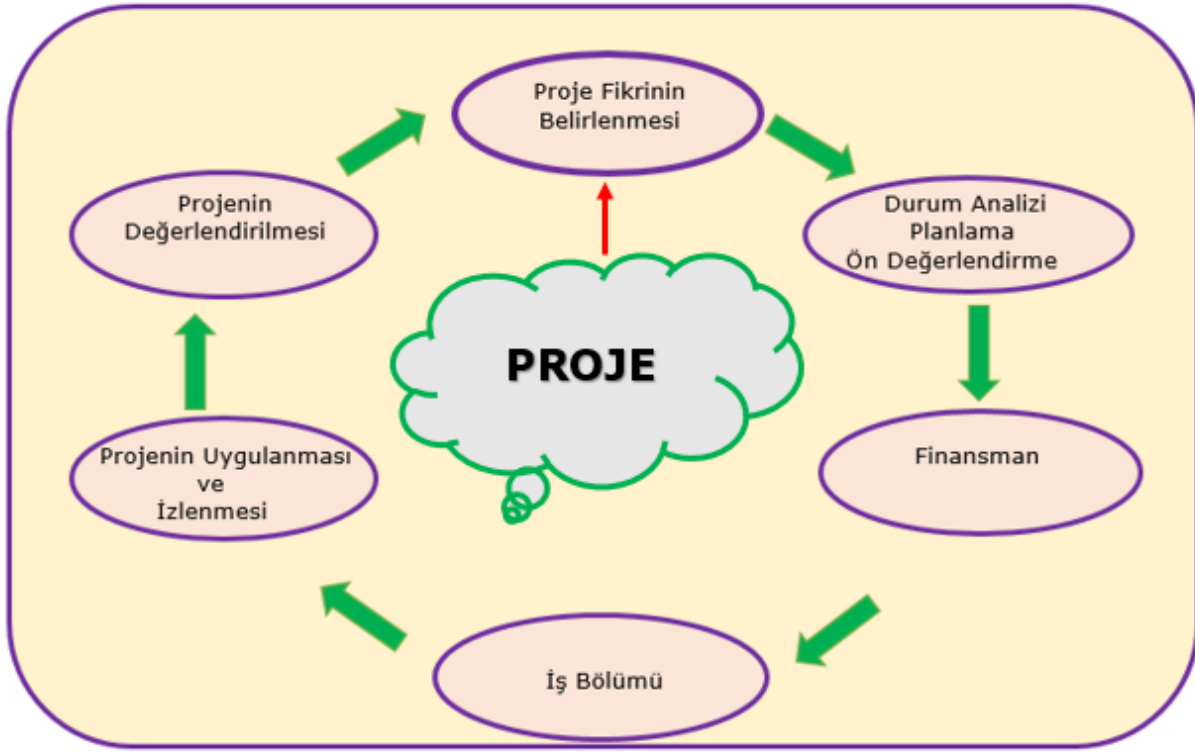 Proje Fikrinin
Belirlenmesi
Durum Analizi
Planlama
Ön Değerlendirme
Finansman
İş Bölümü
Projenin Uygulanması
ve
İzlenmesi
Projenin
Değerlendirilmesi
PROJE